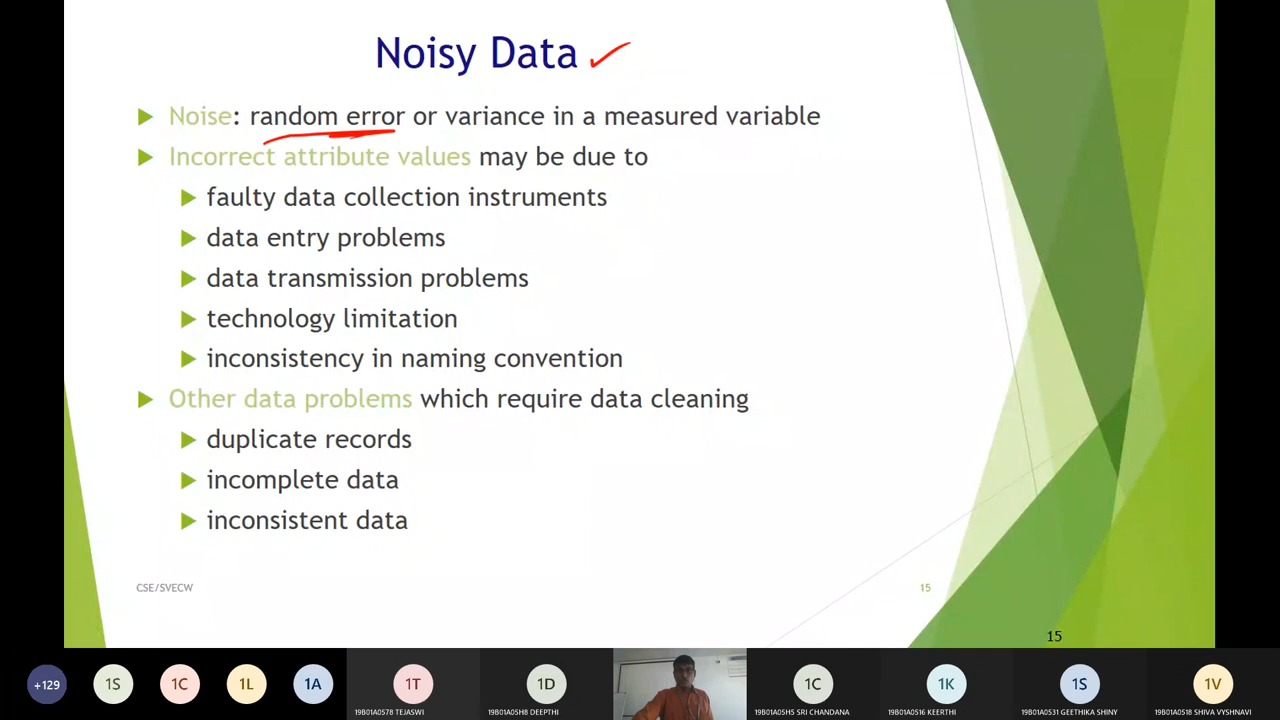 Noisy Data
Noise: random error or variance in a measured variable
Incorrect attribute values may be due to
faulty data collection instruments
data entry problems
data transmission problems
technology limitation
inconsistency in naming convention
Other data problems which require data cleaning
duplicate records
incomplete data
inconsistent data
CSE/SVECW
15
15
+129
1S
1C
1L
1A
1T
1D
1C
1K
1S
1V
19B01A0578 TEJASWI
19B01A05H8 DEEPTHI
19B01A05H5 SRI CHANDANA
19B01A0516 KEERTHI
19B01A0531 GEETHIKA SHINY
19B01A0518 SHIVA VYSHNAVI